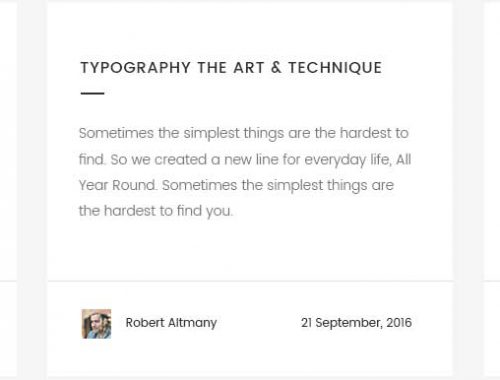 TYPOGRAPHY THE ART & TECHNIQUE
Sometimes the simplest things are the hardest to
find. So we created a new line for everyday life, All
Year Round. Sometimes the simplest things are
the hardest to find you.
Robert Altmany
21 September, 2016